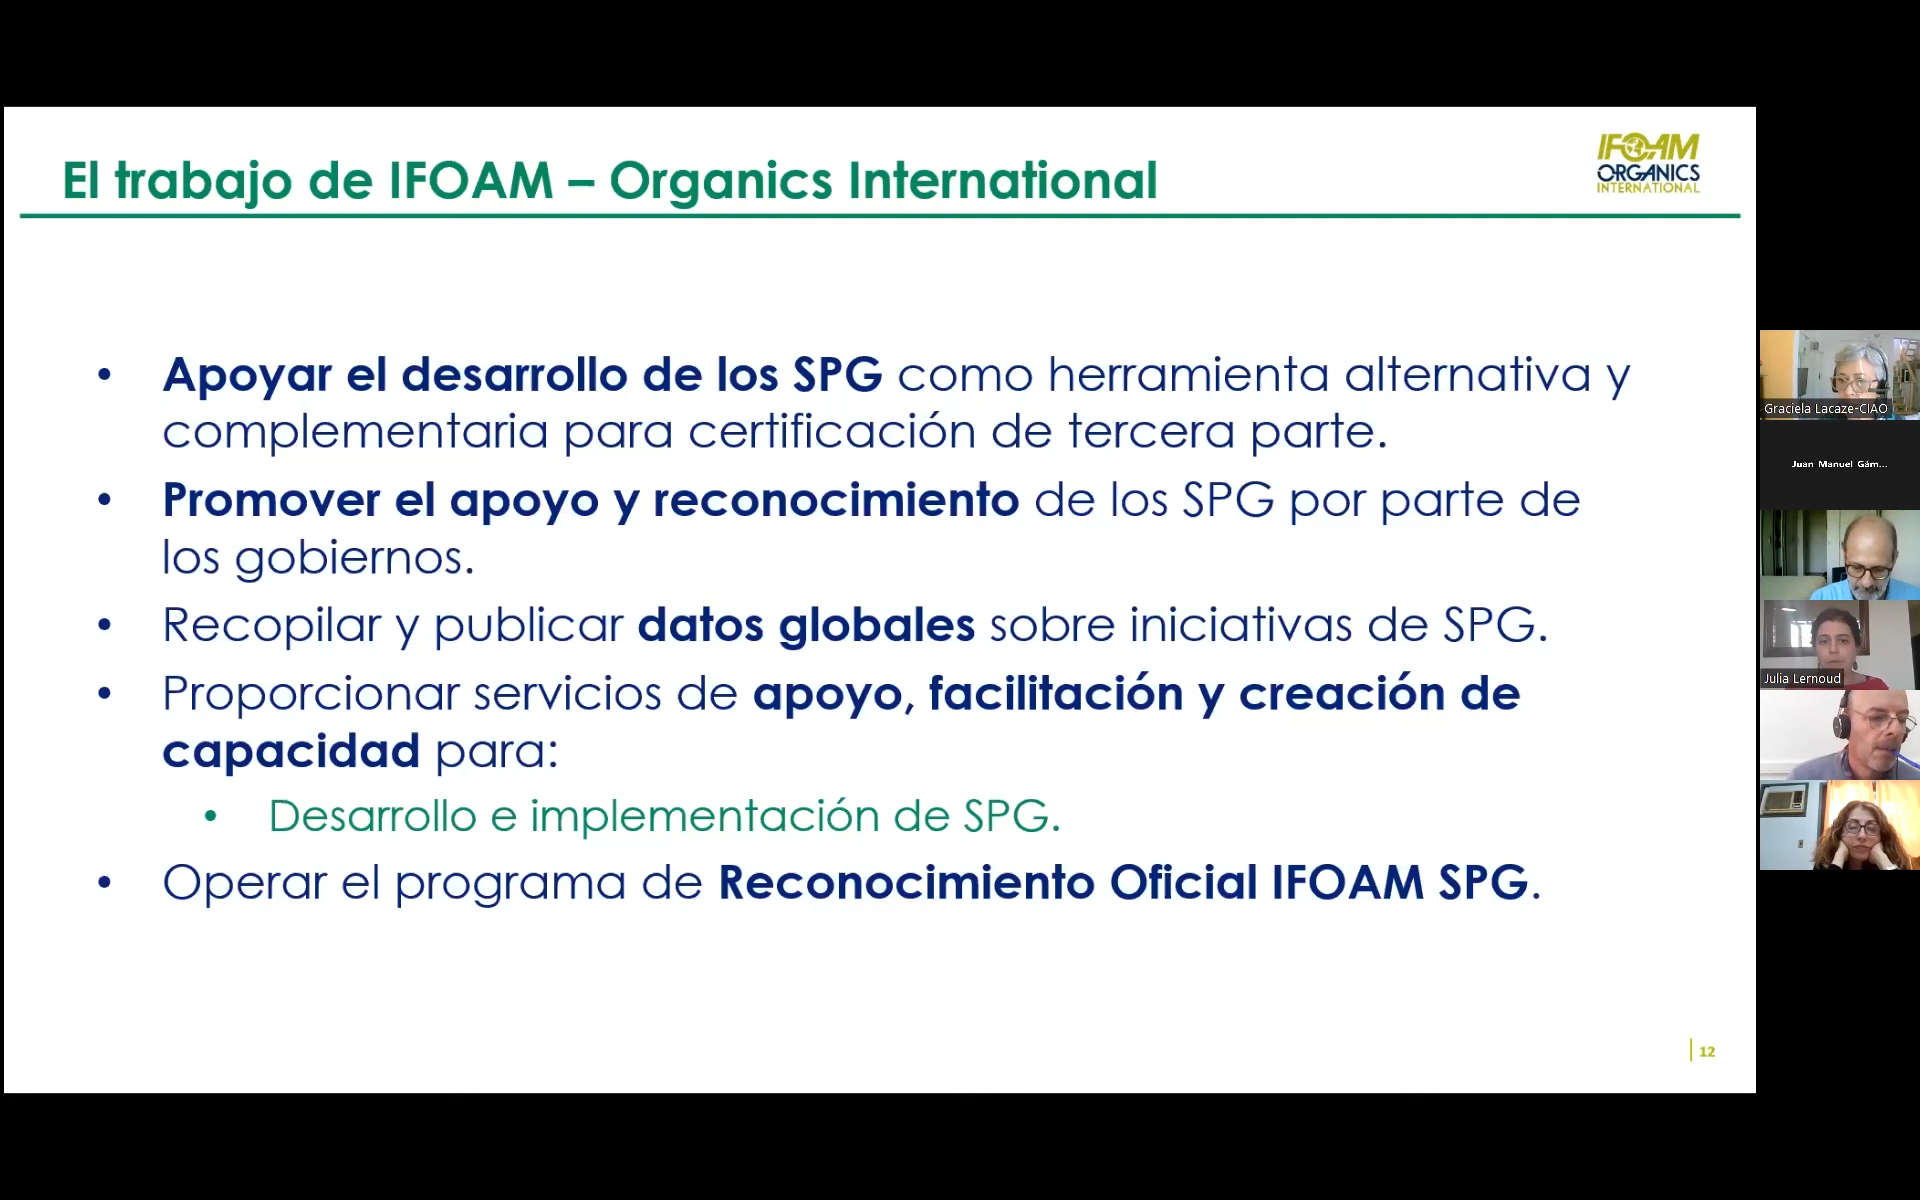 El trabajo de IFOAM – Organics International
IFOAM
ORGANICS
INTERNATIONAL
• Apoyar el desarrollo de los SPG como herramienta alternativa y
complementaria para certificación de tercera parte.
• Promover el apoyo y reconocimiento de los SPG por parte de
los gobiernos.
• Recopilar y publicar datos globales sobre iniciativas de SPG.
• Proporcionar servicios de apoyo, facilitación y creación de
capacidad para:
• Desarrollo e implementación de SPG.
• Operar el programa de Reconocimiento Oficial IFOAM SPG.
12
Graciela Lacaze-CIAO
Juan Manuel Gám...
Julia Lernoud